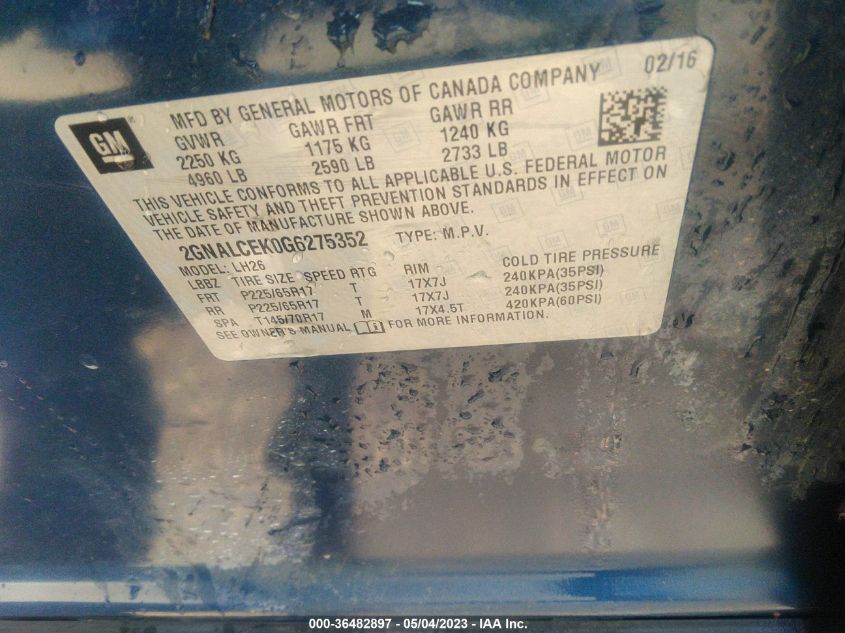 GM
MFD BY GENERAL MOTORS OF CANADA COMPANY 02/16
GVWR GAWR FRT GAWR RR
2250 KG 1175 KG 1240 KG
4960 LB 2590 LB 2733 LB
THIS VEHICLE CONFORMS TO ALL APPLICABLE U.S. FEDERAL MOTOR
VEHICLE SAFETY AND THEFT PREVENTION STANDARDS IN EFFECT ON
THE DATE OF MANUFACTURE SHOWN ABOVE.
2GNALCEK0G6275352 TYPE: M.P.V.
MODEL: LH26
LBBZ TIRE SIZE SPEED RTG RIM COLD TIRE PRESSURE
FRT P225/65R17 T 17X7J 240KPA(35PSI)
RR P225/65R17 T 17X7J 240KPA(35PSI)
SPA T145/70R17 M 17X4.5T 420KPA(60PSI)
SEE OWNER'S MANUAL FOR MORE INFORMATION.
000-36482897 - 05/04/2023 - IAA Inc.